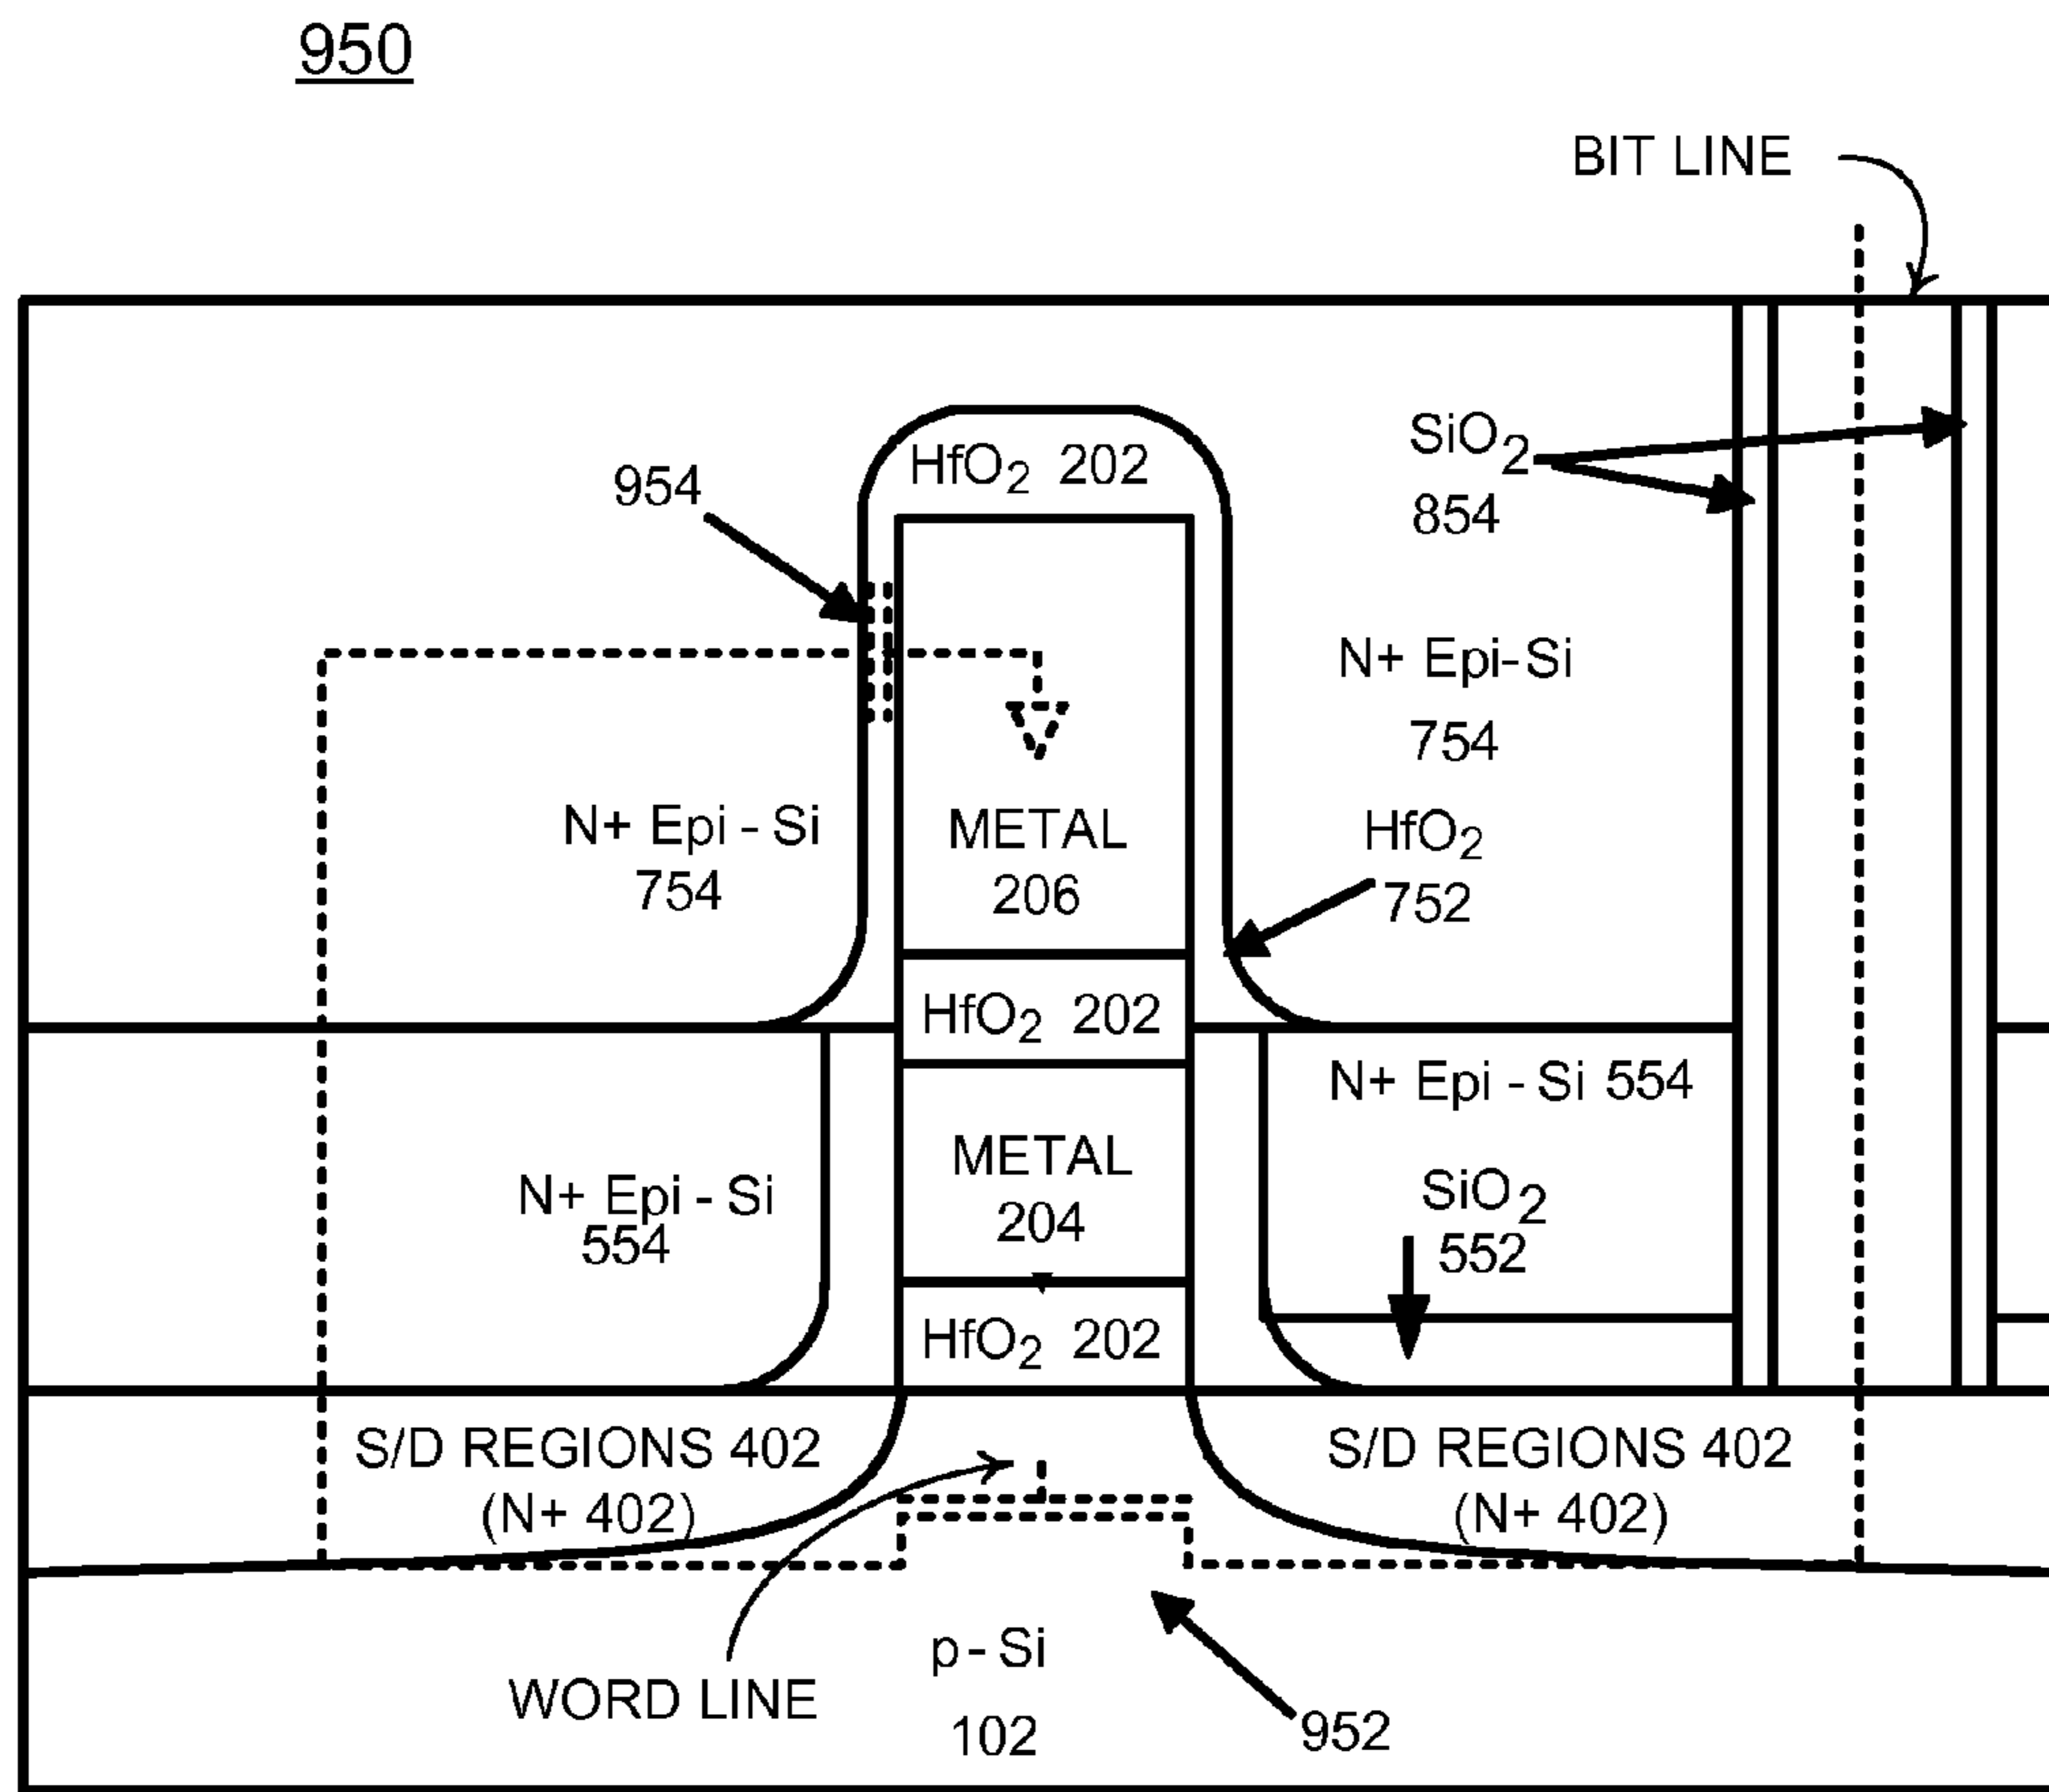 950
BIT LINE
HfO2 202
SiO2
854
954
N+ Epi-Si
754
N+ Epi - Si
754
METAL
206
HfO2
752
HfO2 202
N+ Epi - Si 554
METAL
204
N+ Epi - Si
554
SiO2
552
HfO2 202
S/D REGIONS 402
(N+ 402)
S/D REGIONS 402
(N+ 402)
p - Si
102
WORD LINE
952